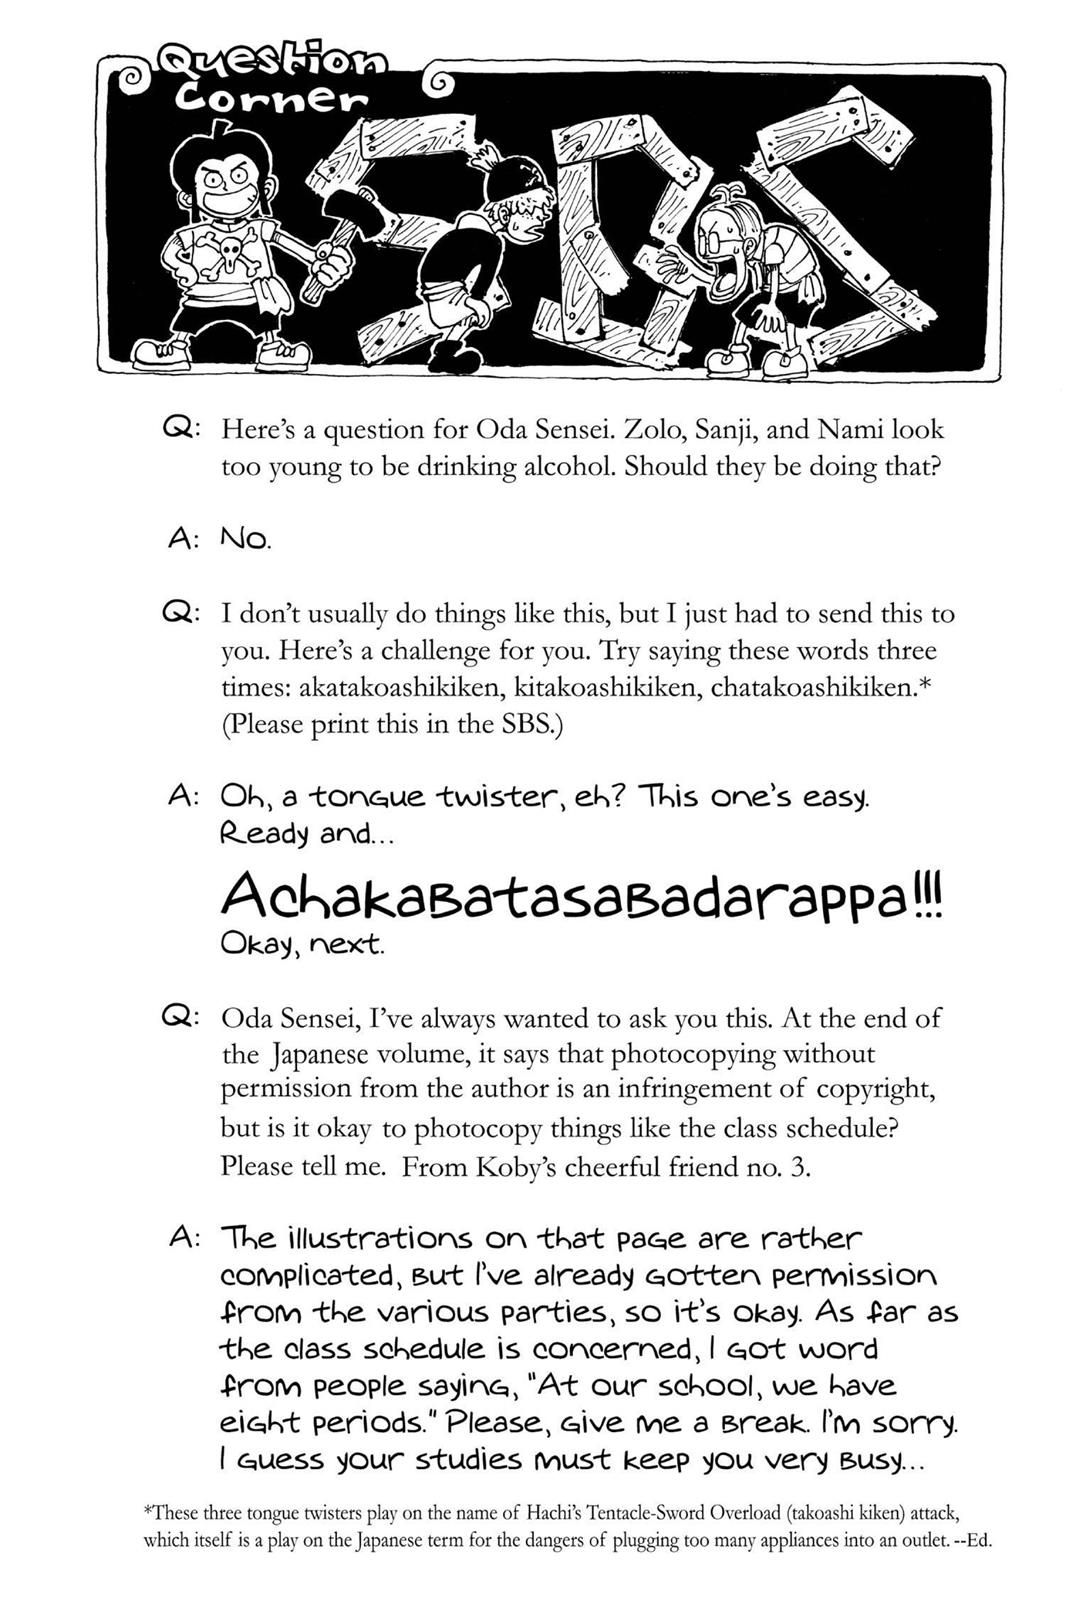 Question
Corner
SBS
Q: Here's a question for Oda Sensei. Zolo, Sanji, and Nami look
too young to be drinking alcohol. Should they be doing that?
A: No.
Q: I don't usually do things like this, but I just had to send this to
you. Here's a challenge for you. Try saying these words three
times: akatakoashikiken, kitakoashikiken, chatakoashikiken.*
(Please print this in the SBS.)
A: Oh, a tongue twister, eh? This one's easy.
Ready and...
Achakabatasabadarappa!!!
Okay, next.
Q: Oda Sensei, I've always wanted to ask you this. At the end of
the Japanese volume, it says that photocopying without
permission from the author is an infringement of copyright,
but is it okay to photocopy things like the class schedule?
Please tell me. From Koby's cheerful friend no. 3.
A: The illustrations on that page are rather
complicated, but I've already gotten permission
from the various parties, so it's okay. As far as
the class schedule is concerned, I got word
from people saying, "At our school, we have
eight periods." Please, give me a break. I'm sorry.
I guess your studies must keep you very busy...
*These three tongue twisters play on the name of Hachi's Tentacle-Sword Overload (takoashi kiken) attack,
which itself is a play on the Japanese term for the dangers of plugging too many appliances into an outlet. --Ed.